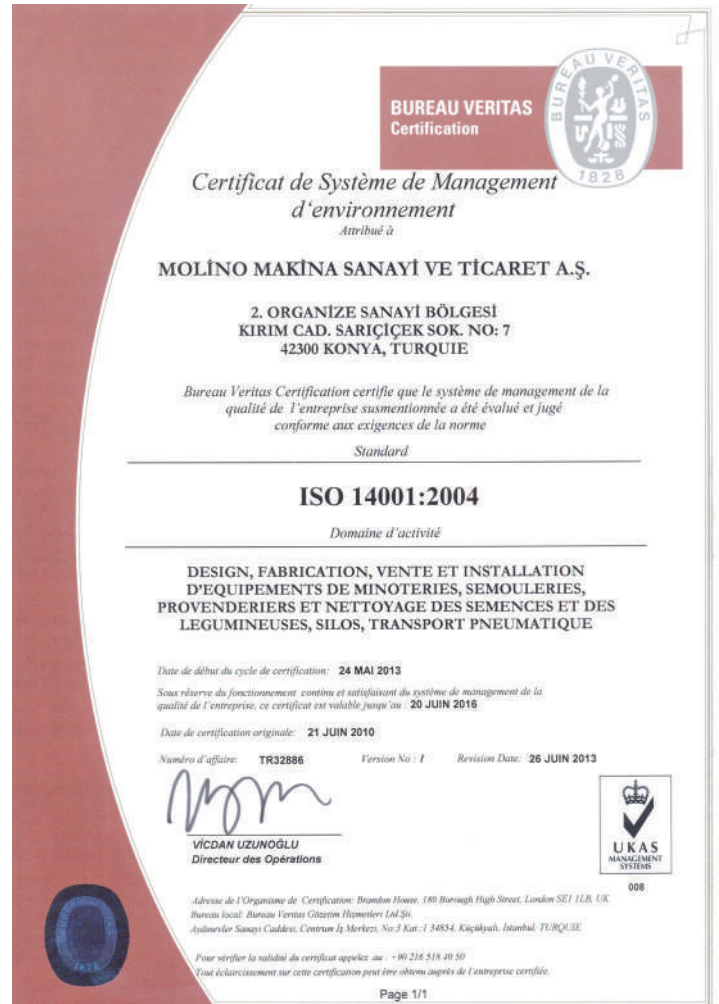 BUREAU VERITAS
Certification
BUREAU VERITAS
1828
Certificat de Système de Management
d'environnement
Attribué à
MOLİNO MAKİNA SANAYİ VE TİCARET A.Ş.
2. ORGANİZE SANAYİ BÖLGESİ
KIRIM CAD. SARIÇİÇEK SOK. NO: 7
42300 KONYA, TURQUIE
Bureau Veritas Certification certifie que le système de management de la
qualité de l'entreprise susmentionnée a été évalué et jugé
conforme aux exigences de la norme
Standard
ISO 14001:2004
Domaine d'activité
DESIGN, FABRICATION, VENTE ET INSTALLATION
D'EQUIPEMENTS DE MINOTERIES, SEMOULERIES,
PROVENDERIERS ET NETTOYAGE DES SEMENCES ET DES
LEGUMINEUSES, SILOS, TRANSPORT PNEUMATIQUE
Date de début du cycle de certification: 24 MAI 2013
Sous réserve du fonctionnement continu et satisfaisant du système de management de la
qualité de l'entreprise, ce certificat est valable jusqu'au : 20 JUIN 2016
Date de certification originale: 21 JUIN 2010
Numéro d'affaire: TR32886 Version No : 1 Revision Date: 26 JUIN 2013
VİCDAN UZUNOĞLU
Directeur des Opérations
UKAS
MANAGEMENT
SYSTEMS
008
Adresse de l'Organisme de Certification: Brandon House, 180 Borough High Street, London SE1 1LB, UK
Bureau local: Bureau Veritas Gözetim Hizmetleri Ltd.Şti.
Aydınevler Sanayi Caddesi, Centrum İş Merkezi, No:3 Kat :1 34854, Küçükyalı, İstanbul, TURQUIE
Pour vérifier la validité du certificat appelez au : +90 216 518 40 50
Tout éclaircissement sur cette certification peut être obtenu auprès de l'entreprise certifiée.
1828
Page 1/1